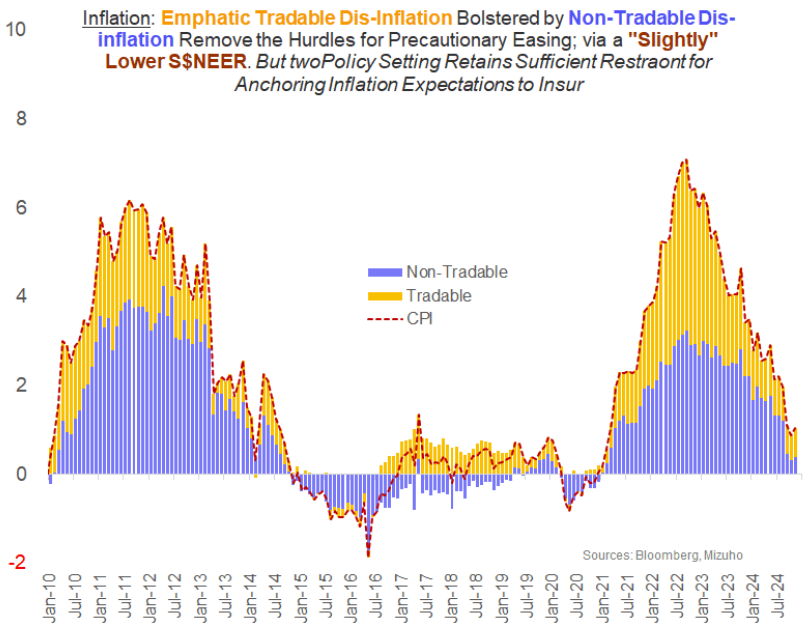 Inflation: Emphatic Tradable Dis-Inflation Bolstered by Non-Tradable Dis-
inflation Remove the Hurdles for Precautionary Easing; via a "Slightly"
Lower S$NEER. But twoPolicy Setting Retains Sufficient Restraont for
Anchoring Inflation Expectations to Insur
10
8
6
4
2
0
-2
Non-Tradable
Tradable
CPI
Sources: Bloomberg, Mizuho
Jan-10
Jul-10
Jan-11
Jul-11
Jan-12
Jul-12
Jan-13
Jul-13
Jan-14
Jul-14
Jan-15
Jul-15
Jan-16
Jul-16
Jan-17
Jul-17
Jan-18
Jul-18
Jan-19
Jul-19
Jan-20
Jul-20
Jan-21
Jul-21
Jan-22
Jul-22
Jan-23
Jul-23
Jan-24
Jul-24